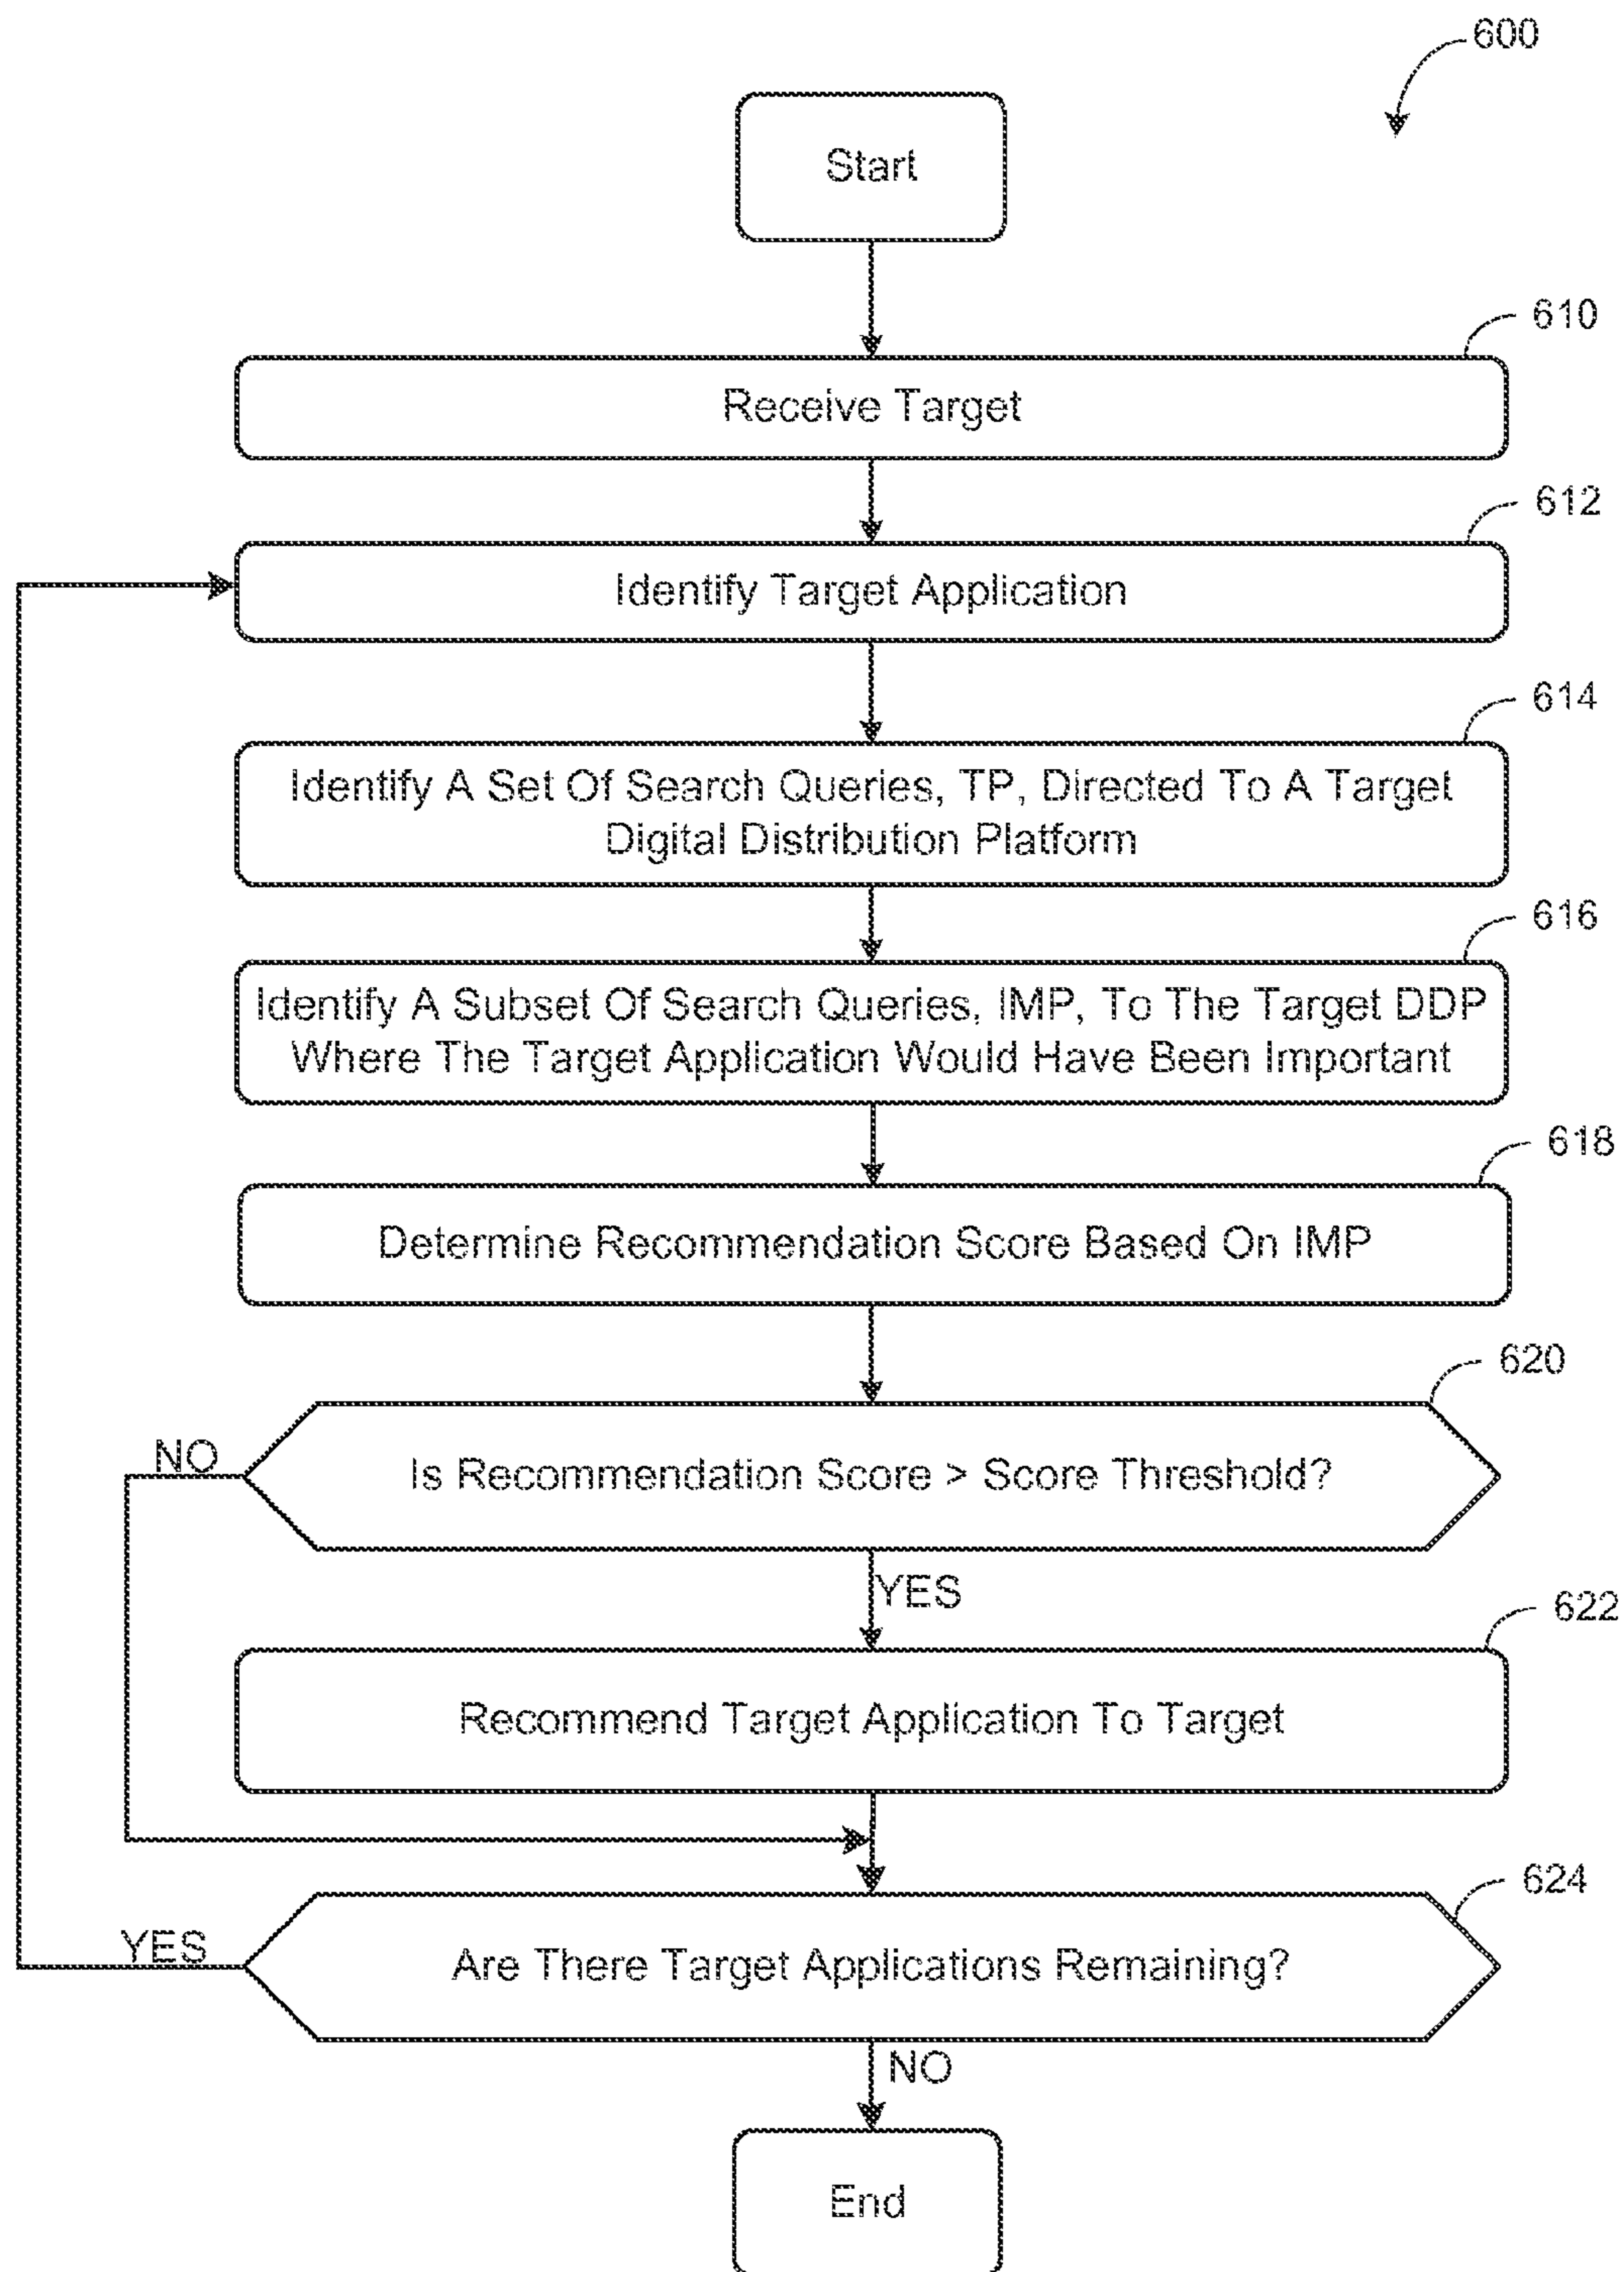 600
Start
610
Receive Target
612
Identify Target Application
614
Identify A Set Of Search Queries, TP, Directed To A Target
Digital Distribution Platform
616
Identify A Subset Of Search Queries, IMP, To The Target DDP
Where The Target Application Would Have Been Important
618
Determine Recommendation Score Based On IMP
620
NO
Is Recommendation Score > Score Threshold?
YES
622
Recommend Target Application To Target
624
YES
Are There Target Applications Remaining?
NO
End